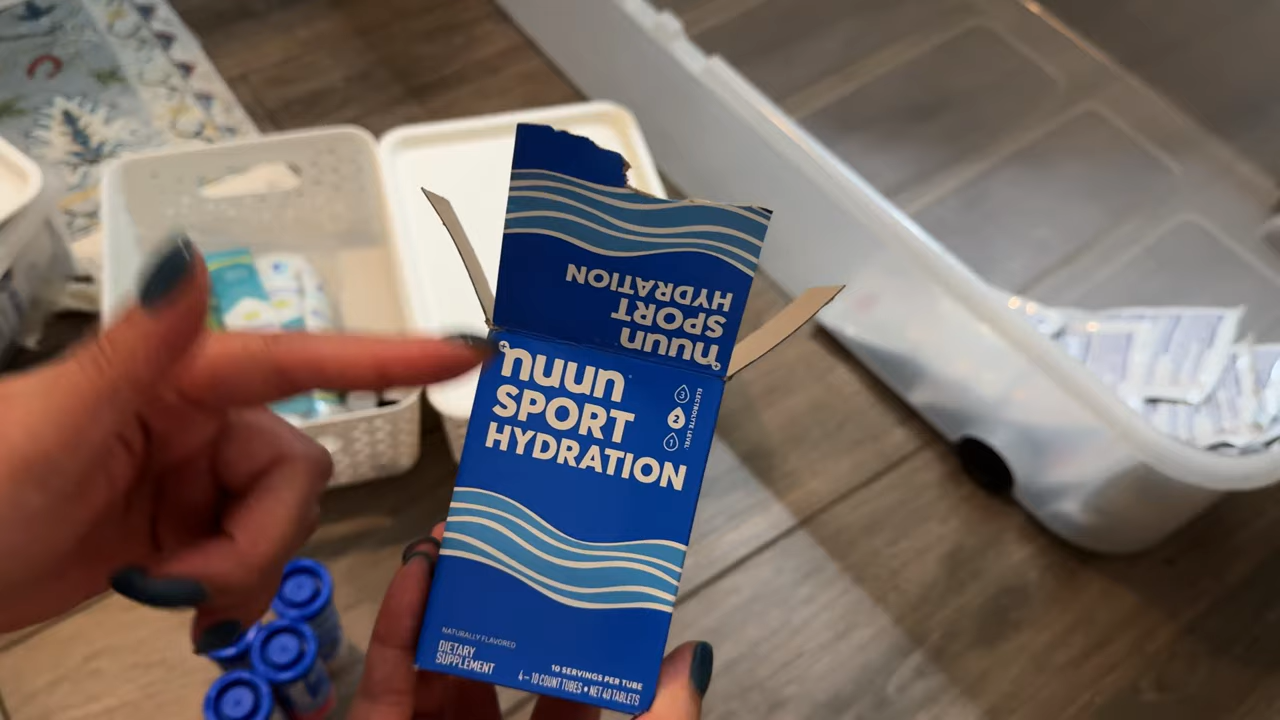 nuun
SPORT
HYDRATION
nuun
SPORT
HYDRATION
3
2
1
ELECTROLYTE LEVEL:
NATURALLY FLAVORED
DIETARY
SUPPLEMENT
10 SERVINGS PER TUBE
4-10 COUNT TUBES • NET 40 TABLETS